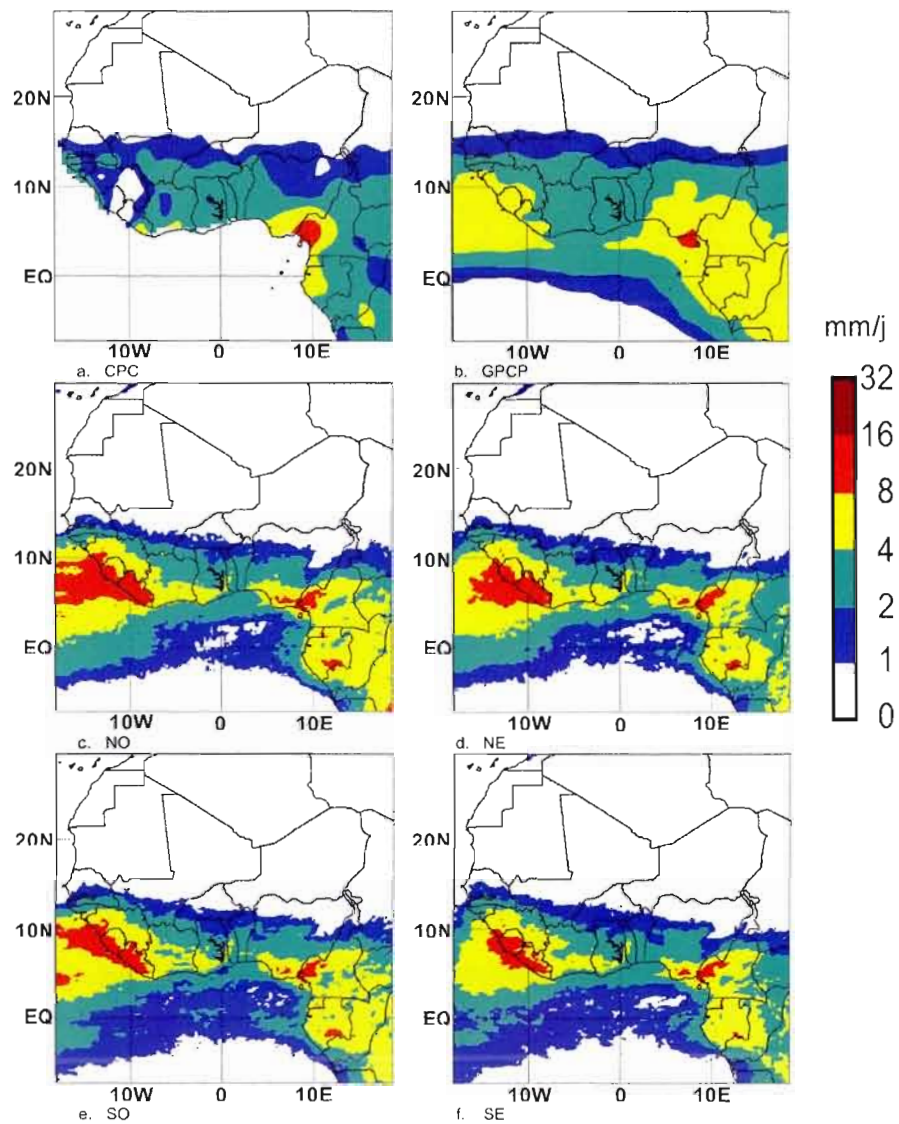 20N
10N
EQ
10W 0 10E
a. CPC
20N
10N
EQ
10W 0 10E
b. GPCP
mm/j
32
16
8
4
2
1
0
20N
10N
EQ
10W 0 10E
c. NO
20N
10N
EQ
10W 0 10E
d. NE
20N
10N
EQ
10W 0 10E
e. SO
20N
10N
EQ
10W 0 10E
f. SE